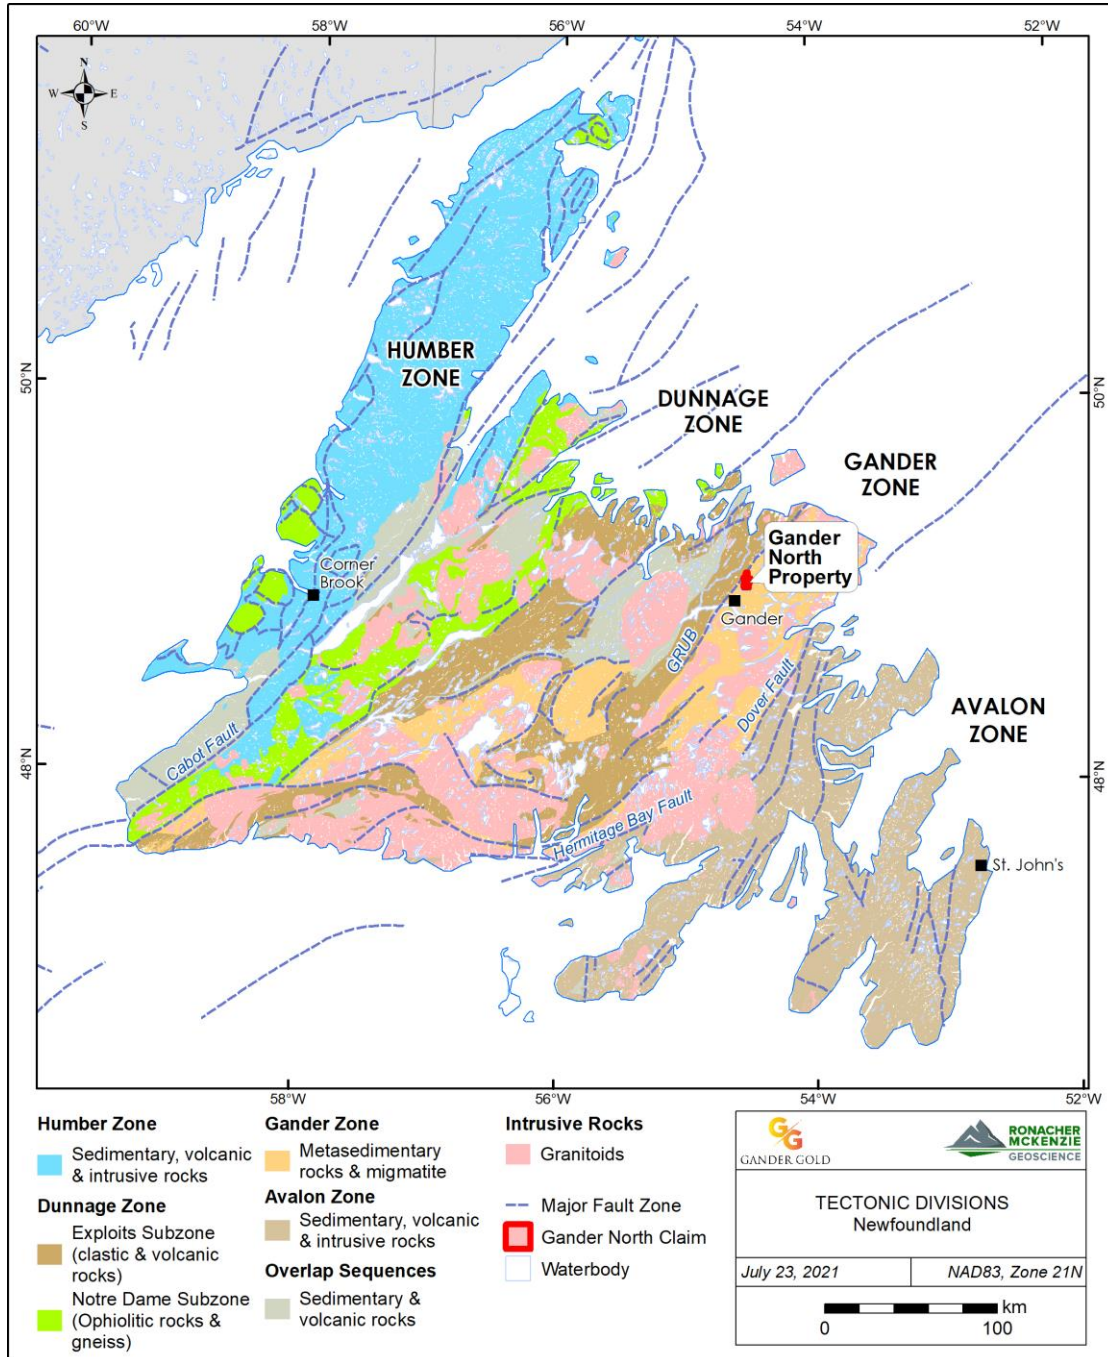 60°W
58°W
56°W
54°W
52°W
N
W
E
S
50°N
50°N
HUMBER
ZONE
DUNNAGE
ZONE
GANDER
ZONE
Gander
North
Property
Corner
Brook
Gander
GRUB
Dover Fault
AVALON
ZONE
48°N
48°N
Cabot Fault
Hermitage Bay Fault
St. John's
58°W
56°W
54°W
52°W
Humber Zone
Sedimentary, volcanic
& intrusive rocks
Dunnage Zone
Exploits Subzone
(clastic & volcanic
rocks)
Notre Dame Subzone
(Ophiolitic rocks &
gneiss)
Gander Zone
Metasedimentary
rocks & migmatite
Avalon Zone
Sedimentary, volcanic
& intrusive rocks
Overlap Sequences
Sedimentary &
volcanic rocks
Intrusive Rocks
Granitoids
Major Fault Zone
Gander North Claim
Waterbody
GG
GANDER GOLD
RONACHER
MCKENZIE
GEOSCIENCE
TECTONIC DIVISIONS
Newfoundland
July 23, 2021
NAD83, Zone 21N
km
0
100